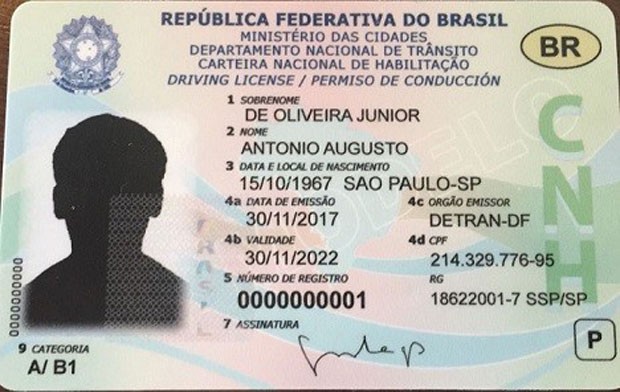 REPÚBLICA FEDERATIVA DO BRASIL
MINISTÉRIO DAS CIDADES
DEPARTAMENTO NACIONAL DE TRÂNSITO
CARTEIRA NACIONAL DE HABILITAÇÃO
DRIVING LICENSE / PERMISO DE CONDUCCIÓN
BR
1 SOBRENOME
DE OLIVEIRA JUNIOR
2 NOME
ANTONIO AUGUSTO
3 DATA E LOCAL DE NASCIMENTO
15/10/1967 SAO PAULO-SP
4a DATA DE EMISSÃO 4c ORGÃO EMISSOR
30/11/2017 DETRAN-DF
4b VALIDADE 4d CPF
30/11/2022 214.329.776-95
5 NÚMERO DE REGISTRO RG
0000000001 18622001-7 SSP/SP
7 ASSINATURA
9 CATEGORIA
A/ B1
P
CNH
0000000000
BRASIL
MODELO